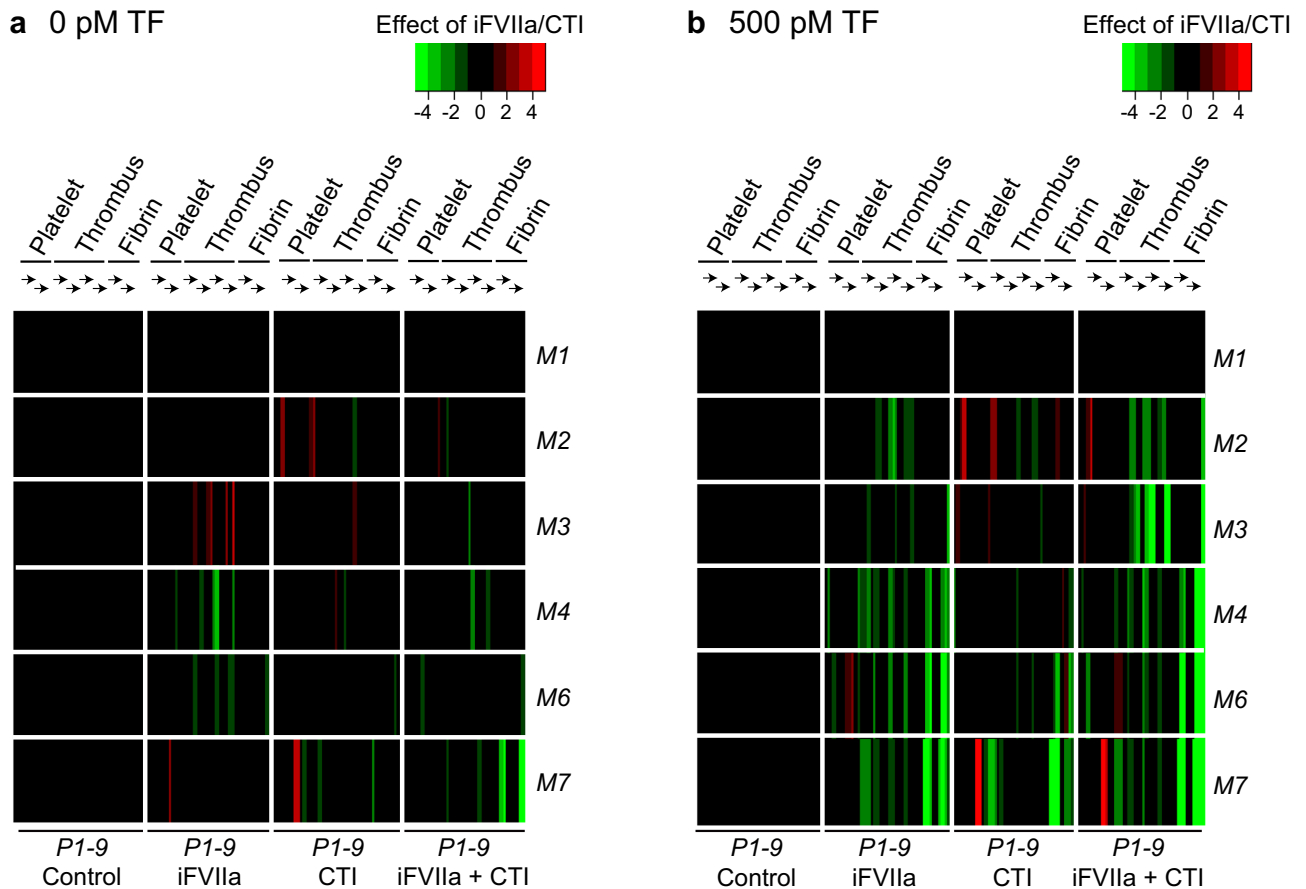 a 0 pM TF
Effect of iFVIIa/CTI
-4 -2 0 2 4
Platelet Thrombus Fibrin Platelet Thrombus Fibrin Platelet Thrombus Fibrin Platelet Thrombus Fibrin
M1
M2
M3
M4
M6
M7
P1-9 P1-9 P1-9 P1-9
Control iFVIIa CTI iFVIIa + CTI
b 500 pM TF
Effect of iFVIIa/CTI
-4 -2 0 2 4
Platelet Thrombus Fibrin Platelet Thrombus Fibrin Platelet Thrombus Fibrin Platelet Thrombus Fibrin
M1
M2
M3
M4
M6
M7
P1-9 P1-9 P1-9 P1-9
Control iFVIIa CTI iFVIIa + CTI